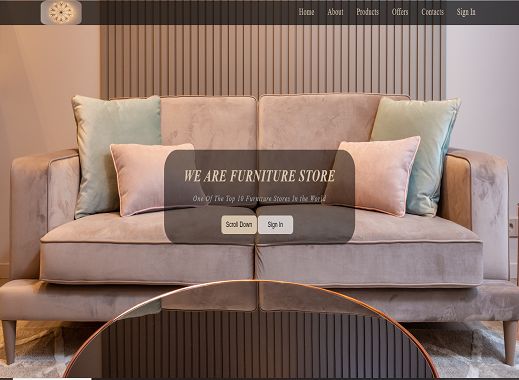 Home About Products Offers Contacts Sign In
WE ARE FURNITURE STORE
One Of The Top 10 Furniture Stores In the World
Scroll Down Sign In